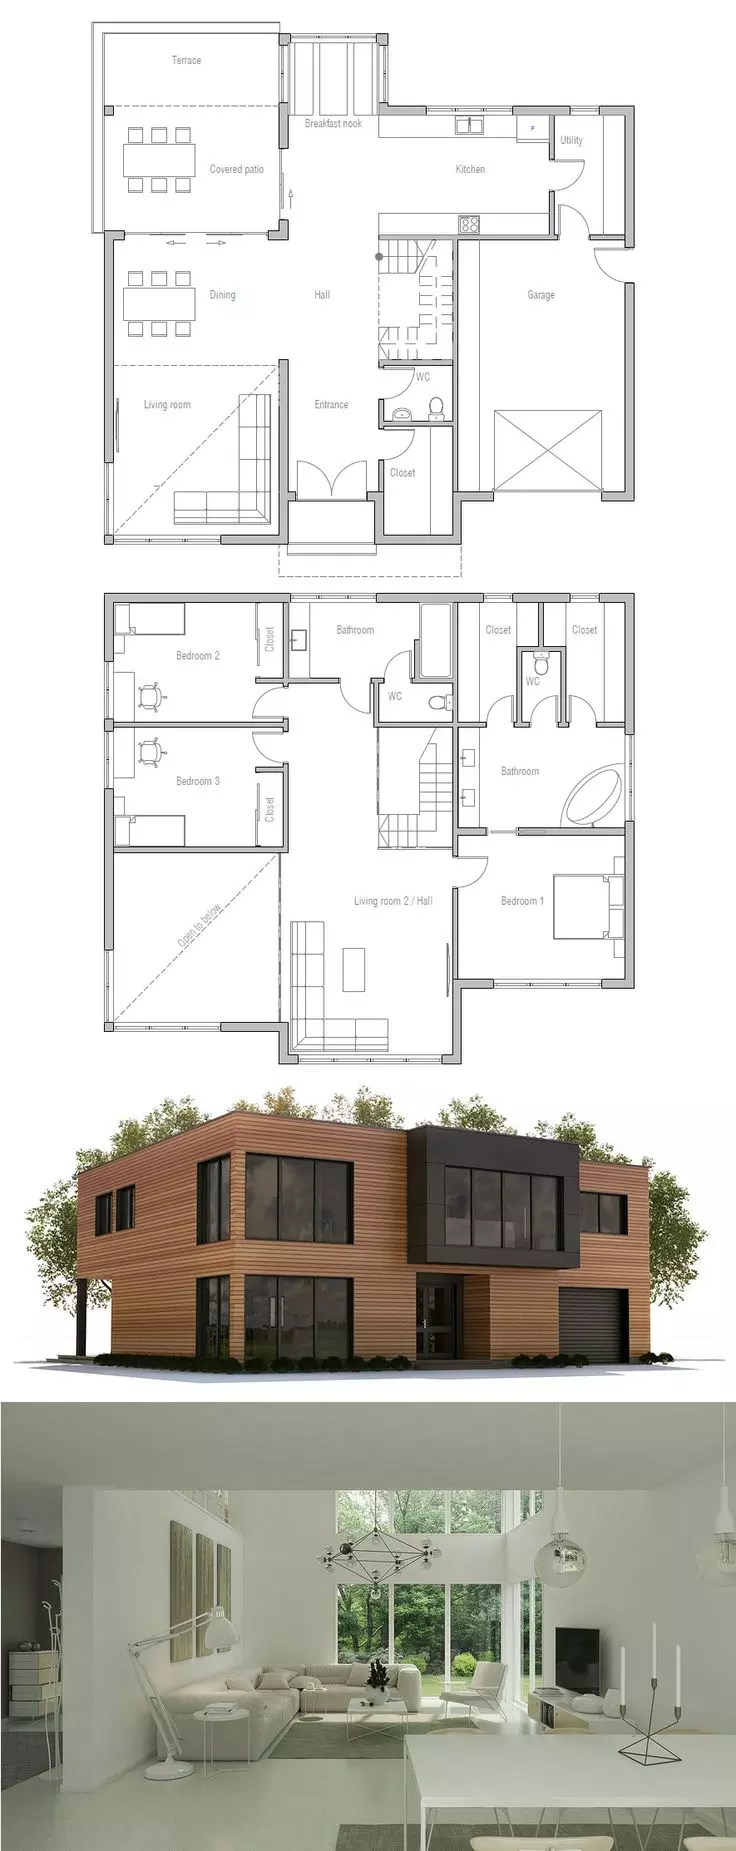 Terrace
Breakfast nook
F
Utility
Covered patio
Kitchen
Dining
Hall
Garage
WC
Living room
Entrance
Closet
Bedroom 2
Closet
Bathroom
Closet
Closet
WC
WC
Bedroom 3
Closet
Bathroom
Open to below
Living room 2 / Hall
Bedroom 1